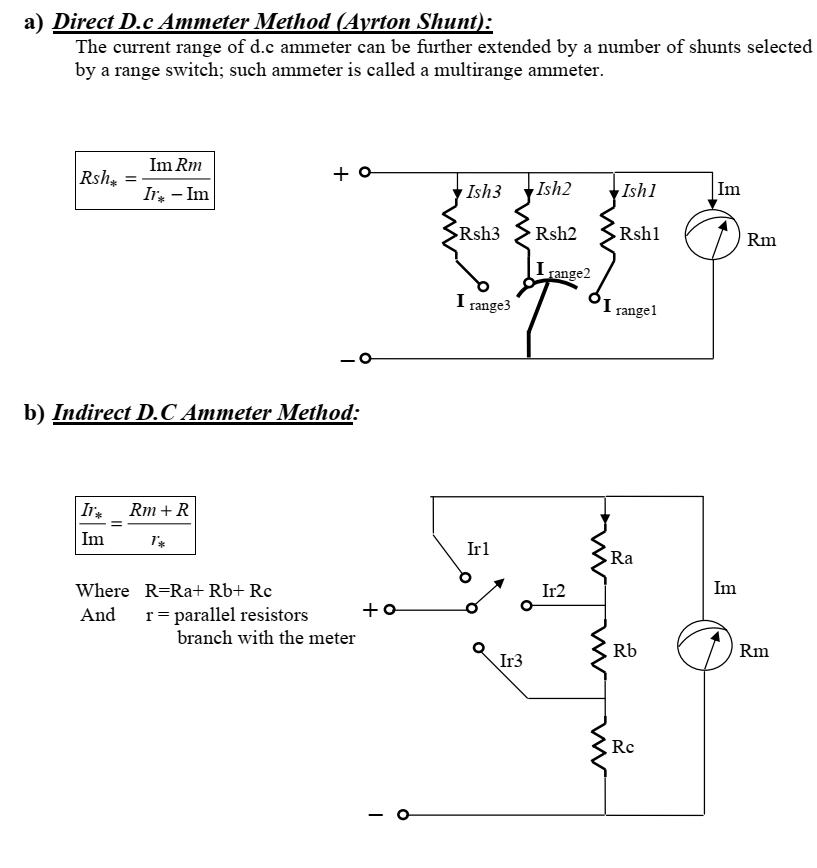 a) Direct D.c Ammeter Method (Ayrton Shunt):
The current range of d.c ammeter can be further extended by a number of shunts selected
by a range switch; such ammeter is called a multirange ammeter.
Rsh* = Im Rm / Ir* − Im
+
Ish3 Ish2 Ish1 Im
Rsh3 Rsh2 Rsh1 Rm
I range2
I range3 I range1
−
b) Indirect D.C Ammeter Method:
Ir* / Im = Rm + R / r*
Ir1 Ra
Where R=Ra+ Rb+ Rc
Ir2 Im
And r = parallel resistors
+
branch with the meter
Ir3 Rb Rm
Rc
−